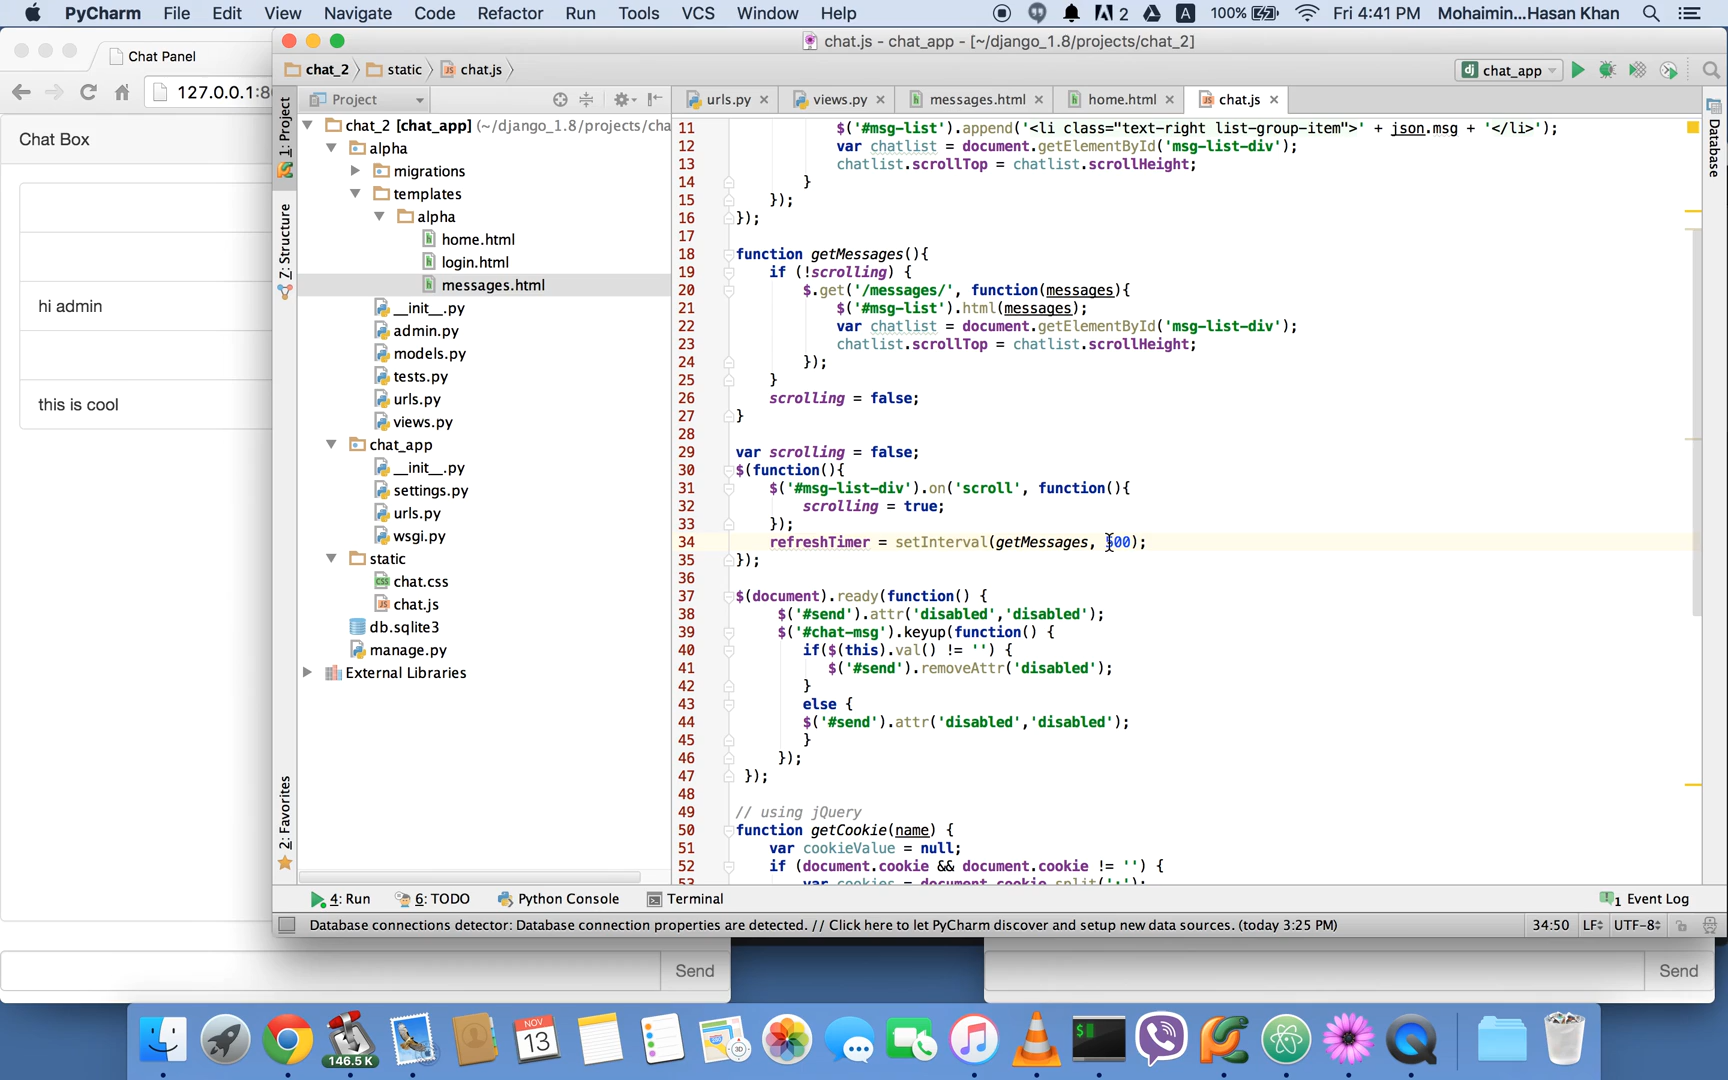 PyCharm File Edit View Navigate Code Refactor Run Tools VCS Window Help
A 2 A 100% Fri 4:41 PM Mohaimin...Hasan Khan
Chat Panel
127.0.0.1:80
Chat Box
hi admin
this is cool
Send
Send
chat.js - chat_app - [~/django_1.8/projects/chat_2]
chat_2 static chat.js
chat_app
1: Project
Z: Structure
2: Favorites
Database
Project
chat_2 [chat_app] (~/django_1.8/projects/cha
alpha
migrations
templates
alpha
home.html
login.html
messages.html
__init__.py
admin.py
models.py
tests.py
urls.py
views.py
chat_app
__init__.py
settings.py
urls.py
wsgi.py
static
chat.css
chat.js
db.sqlite3
manage.py
External Libraries
urls.py views.py messages.html home.html chat.js
11 $('#msg-list').append('<li class="text-right list-group-item">' + json.msg + '</li>');
12 var chatlist = document.getElementById('msg-list-div');
13 chatlist.scrollTop = chatlist.scrollHeight;
14 }
15 });
16 });
17
18 function getMessages(){
19 if (!scrolling) {
20 $.get('/messages/', function(messages){
21 $('#msg-list').html(messages);
22 var chatlist = document.getElementById('msg-list-div');
23 chatlist.scrollTop = chatlist.scrollHeight;
24 });
25 }
26 scrolling = false;
27 }
28
29 var scrolling = false;
30 $(function(){
31 $('#msg-list-div').on('scroll', function(){
32 scrolling = true;
33 });
34 refreshTimer = setInterval(getMessages, 500);
35 });
36
37 $(document).ready(function() {
38 $('#send').attr('disabled','disabled');
39 $('#chat-msg').keyup(function() {
40 if($(this).val() != '') {
41 $('#send').removeAttr('disabled');
42 }
43 else {
44 $('#send').attr('disabled','disabled');
45 }
46 });
47 });
48
49 // using jQuery
50 function getCookie(name) {
51 var cookieValue = null;
52 if (document.cookie && document.cookie != '') {
53 var cookies = document.cookie.split(';');
4: Run 6: TODO Python Console Terminal 1 Event Log
Database connections detector: Database connection properties are detected. // Click here to let PyCharm discover and setup new data sources. (today 3:25 PM) 34:50 LF UTF-8
146.5 K
NOV
13